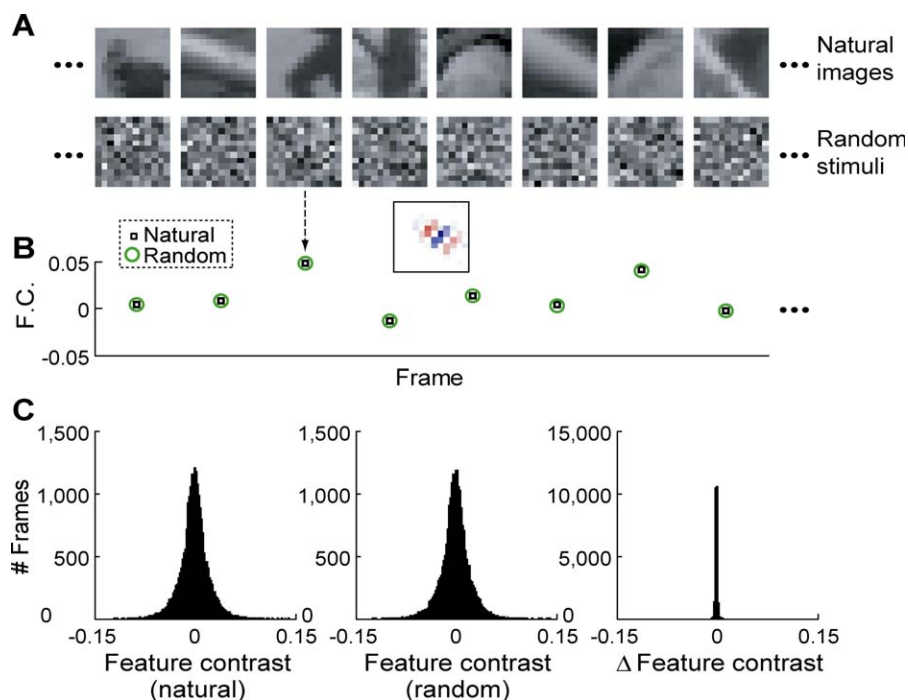 A
••• ••• Natural
images
••• ••• Random
stimuli
B
Natural
Random
0.05
0
-0.05
F.C.
•••
Frame
C
1,500 1,500 15,000
1,000 1,000 10,000
500 500 5,000
0 0 0
# Frames
-0.15 0 0.15 -0.15 0 0.15 -0.15 0 0.15
Feature contrast Feature contrast Δ Feature contrast
(natural) (random)